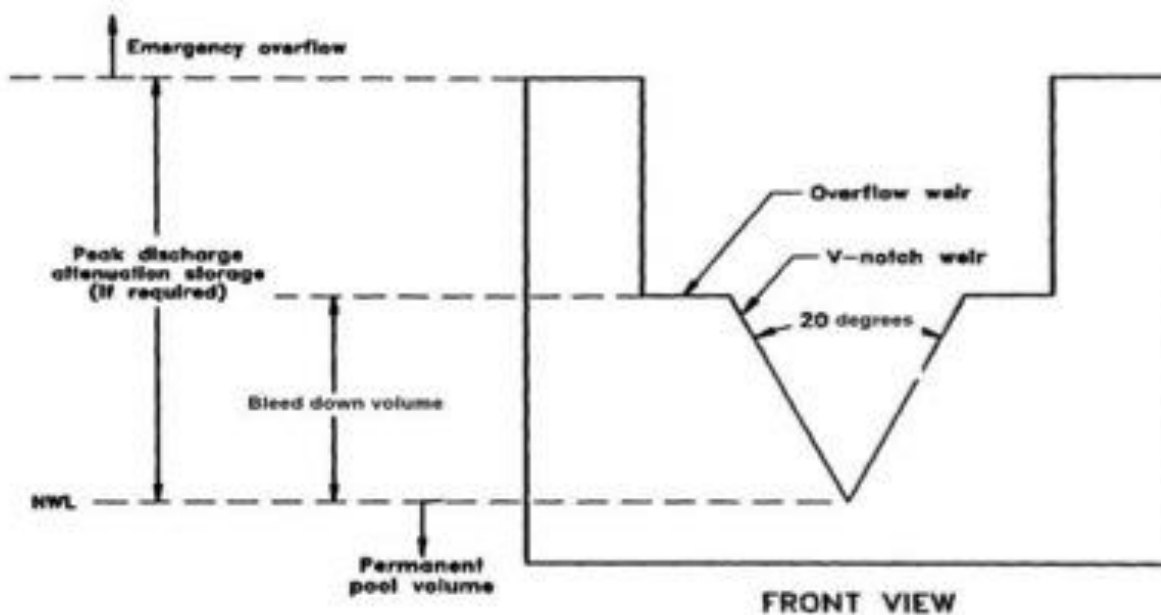 Emergency overflow
Overflow weir
V-notch weir
Peak discharge
attenuation storage
(if required)
20 degrees
Bleed down volume
NWL
Permanent
pool volume
FRONT VIEW